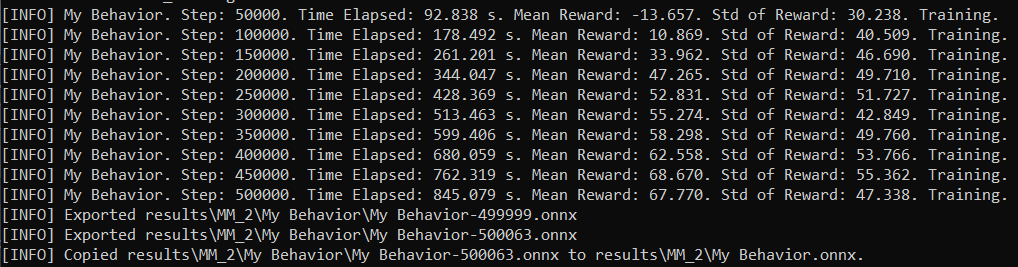 [INFO] My Behavior. Step: 50000. Time Elapsed: 92.838 s. Mean Reward: -13.657. Std of Reward: 30.238. Training.
[INFO] My Behavior. Step: 100000. Time Elapsed: 178.492 s. Mean Reward: 10.869. Std of Reward: 40.509. Training.
[INFO] My Behavior. Step: 150000. Time Elapsed: 261.201 s. Mean Reward: 33.962. Std of Reward: 46.690. Training.
[INFO] My Behavior. Step: 200000. Time Elapsed: 344.047 s. Mean Reward: 47.265. Std of Reward: 49.710. Training.
[INFO] My Behavior. Step: 250000. Time Elapsed: 428.369 s. Mean Reward: 52.831. Std of Reward: 51.727. Training.
[INFO] My Behavior. Step: 300000. Time Elapsed: 513.463 s. Mean Reward: 55.274. Std of Reward: 42.849. Training.
[INFO] My Behavior. Step: 350000. Time Elapsed: 599.406 s. Mean Reward: 58.298. Std of Reward: 49.760. Training.
[INFO] My Behavior. Step: 400000. Time Elapsed: 680.059 s. Mean Reward: 62.558. Std of Reward: 53.766. Training.
[INFO] My Behavior. Step: 450000. Time Elapsed: 762.319 s. Mean Reward: 68.670. Std of Reward: 55.362. Training.
[INFO] My Behavior. Step: 500000. Time Elapsed: 845.079 s. Mean Reward: 67.770. Std of Reward: 47.338. Training.
[INFO] Exported results\MM_2\My Behavior\My Behavior-499999.onnx
[INFO] Exported results\MM_2\My Behavior\My Behavior-500063.onnx
[INFO] Copied results\MM_2\My Behavior\My Behavior-500063.onnx to results\MM_2\My Behavior.onnx.